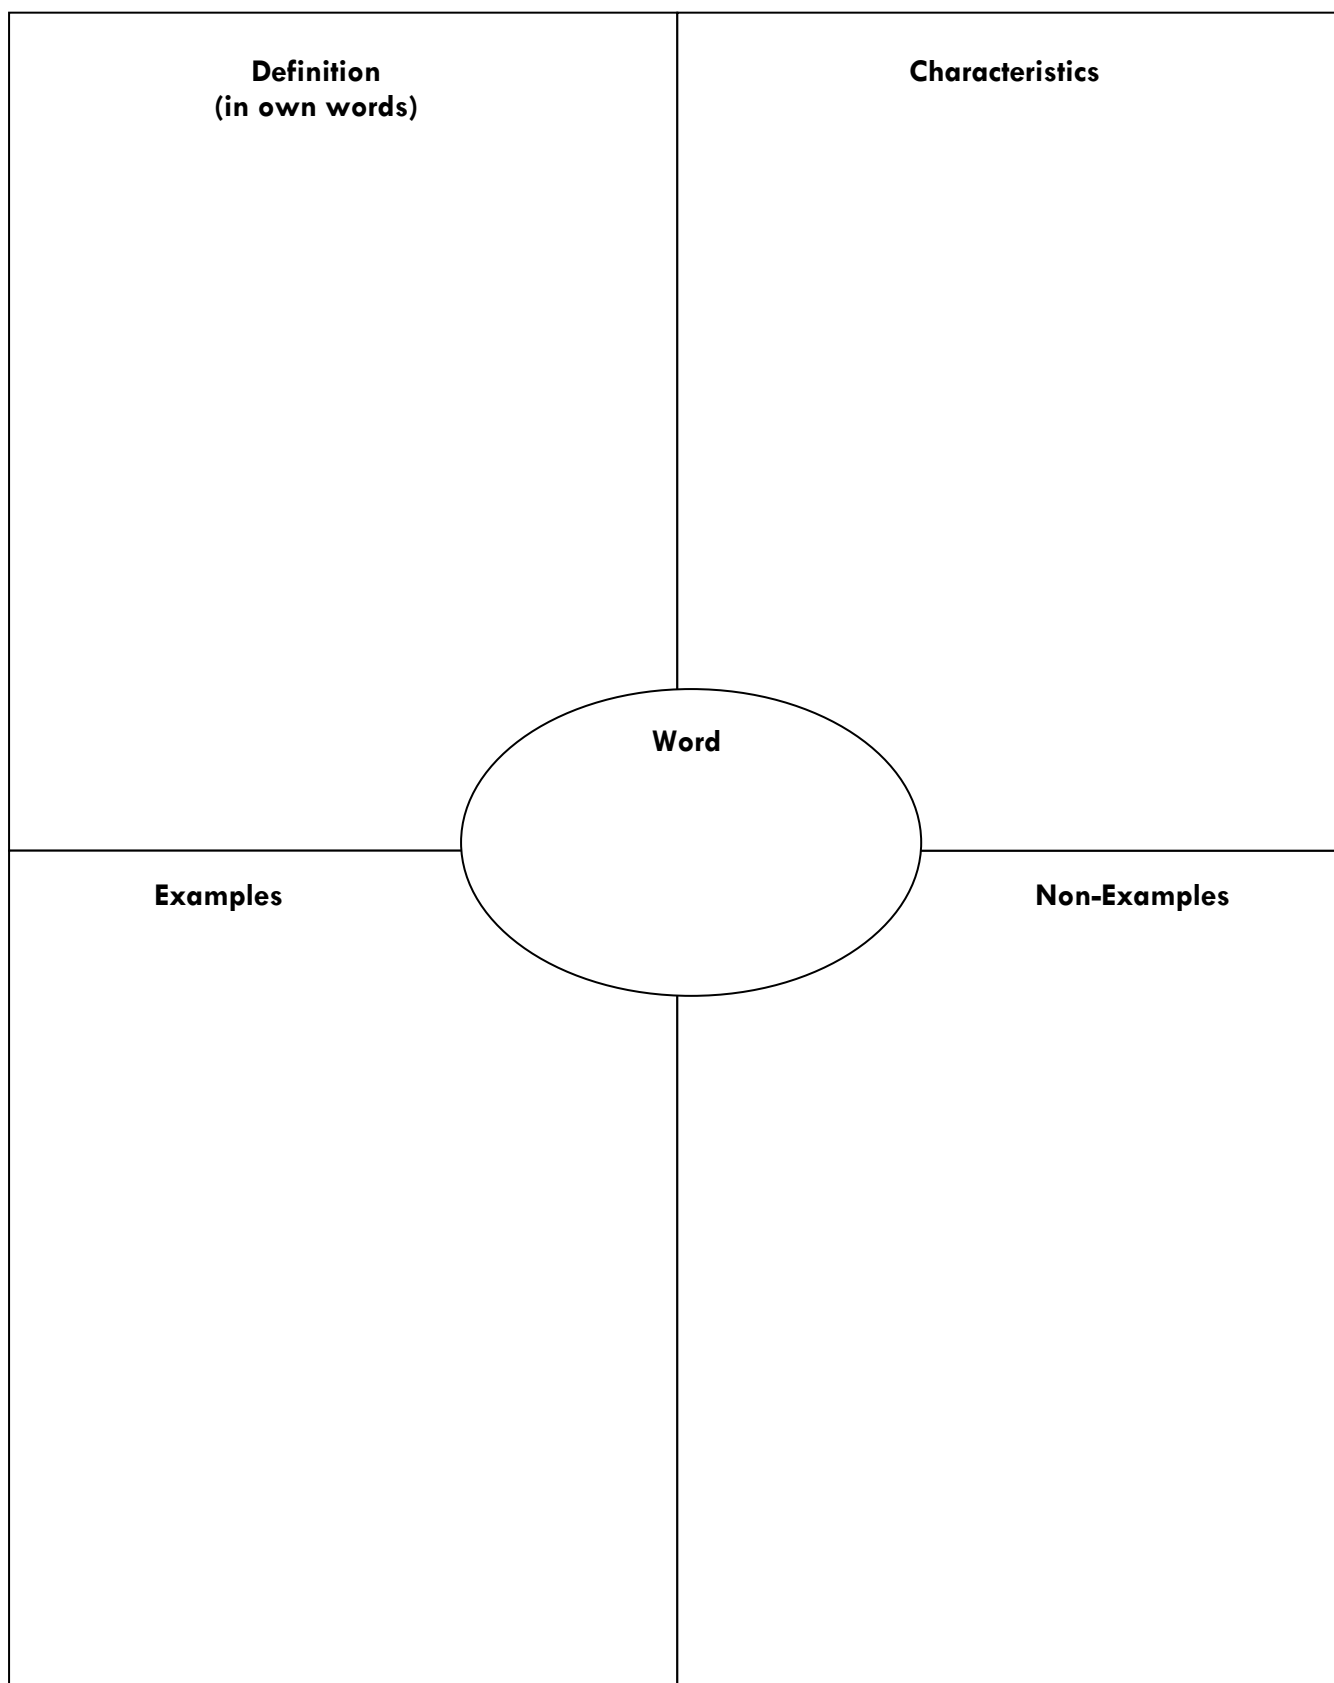 Definition
(in own words)
Characteristics
Word
Examples
Non-Examples